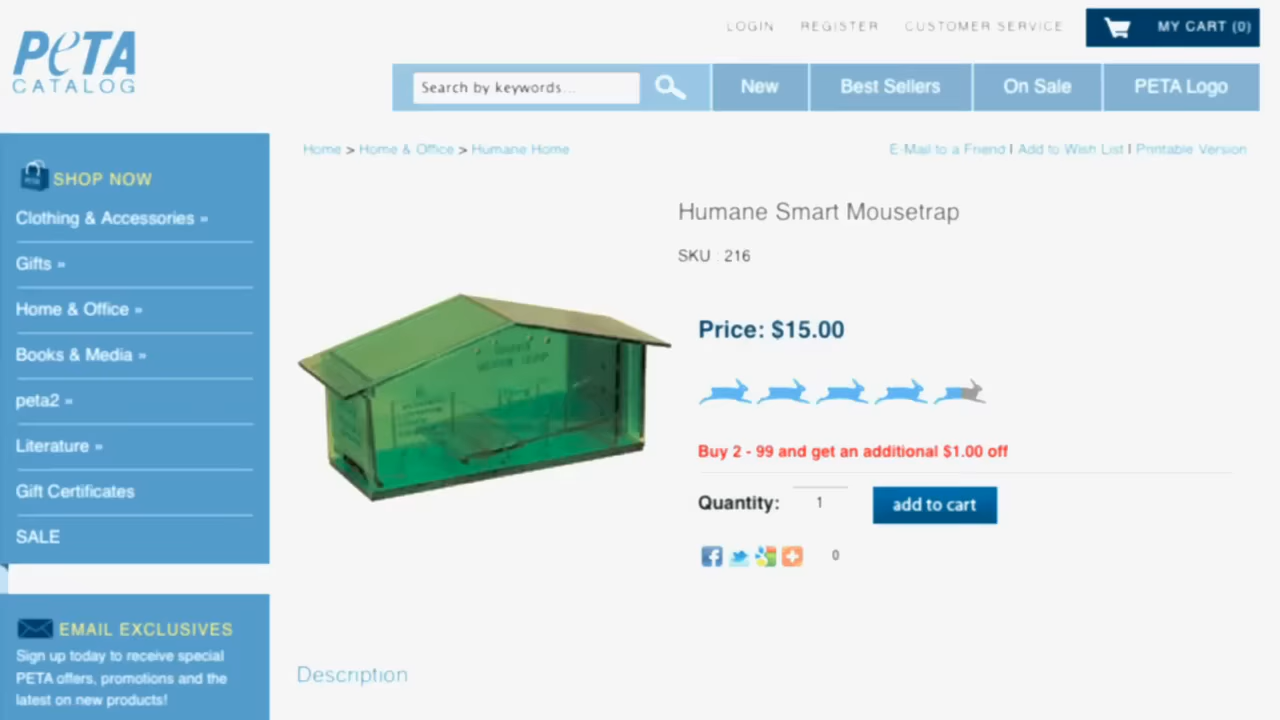 PETA
CATALOG
LOGIN REGISTER CUSTOMER SERVICE MY CART (0)
Search by keywords... New Best Sellers On Sale PETA Logo
Home > Home & Office > Humane Home
E-Mail to a Friend | Add to Wish List | Printable Version
SHOP NOW
Clothing & Accessories »
Gifts »
Home & Office »
Books & Media »
peta2 »
Literature »
Gift Certificates
SALE
EMAIL EXCLUSIVES
Sign up today to receive special
PETA offers, promotions and the
latest on new products!
Humane Smart Mousetrap
SKU : 216
Price: $15.00
Buy 2 - 99 and get an additional $1.00 off
Quantity: 1 add to cart
0
Description